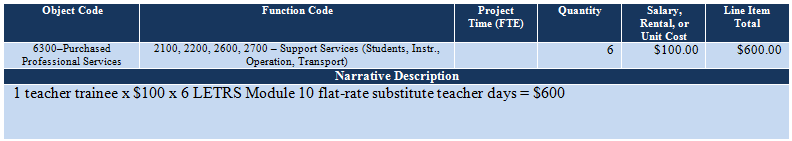 Object Code Function Code Project Time (FTE) Quantity Salary, Rental, or Unit Cost Line Item Total
6300–Purchased Professional Services 2100, 2200, 2600, 2700 – Support Services (Students, Instr., Operation, Transport) 6 $100.00 $600.00
Narrative Description
1 teacher trainee x $100 x 6 LETRS Module 10 flat-rate substitute teacher days = $600